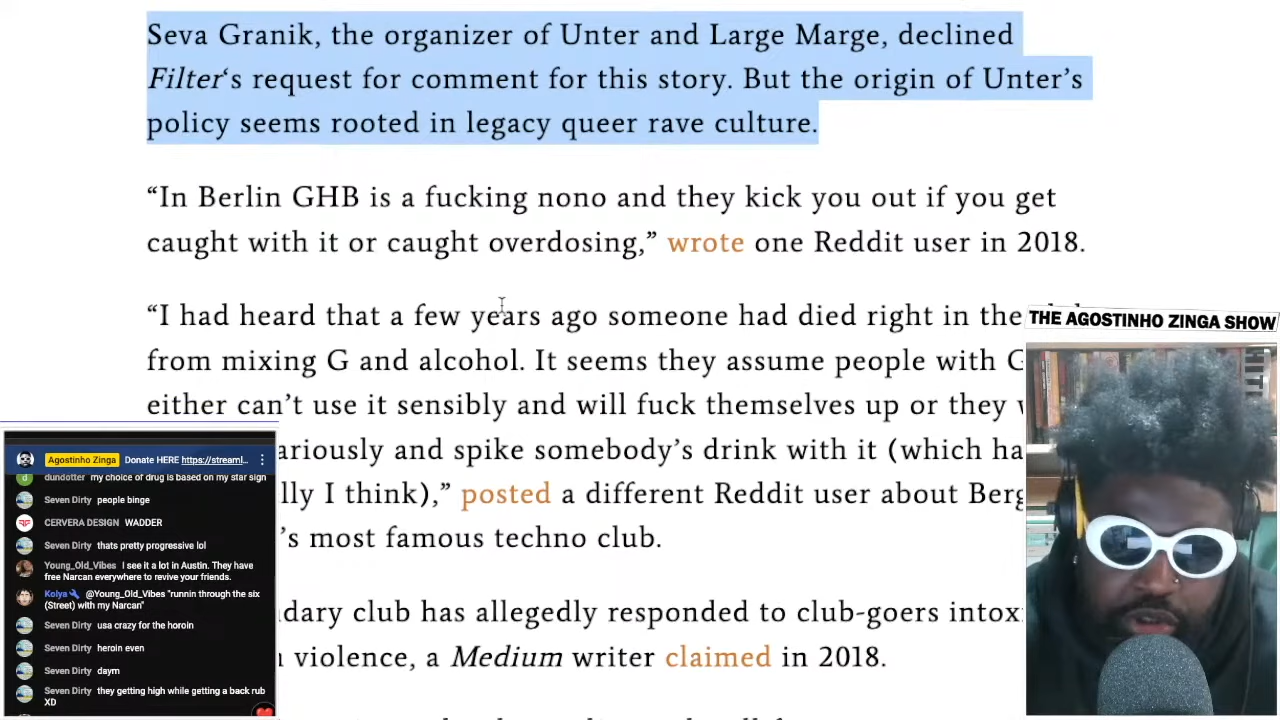 Seva Granik, the organizer of Unter and Large Marge, declined
Filter‘s request for comment for this story. But the origin of Unter’s
policy seems rooted in legacy queer rave culture.
“In Berlin GHB is a fucking nono and they kick you out if you get
caught with it or caught overdosing,” wrote one Reddit user in 2018.
“I had heard that a few years ago someone had died right in the
from mixing G and alcohol. It seems they assume people with G
either can’t use it sensibly and will fuck themselves up or they
ariously and spike somebody’s drink with it (which ha
lly I think),” posted a different Reddit user about Berg
’s most famous techno club.
dary club has allegedly responded to club-goers intox
violence, a Medium writer claimed in 2018.
THE AGOSTINHO ZINGA SHOW
Agostinho Zinga Donate HERE https://streaml...
dundotter my choice of drug is based on my star sign
Seven Dirty people binge
CERVERA DESIGN WADDER
Seven Dirty thats pretty progressive lol
Young_Old_Vibes I see it a lot in Austin. They have
free Narcan everywhere to revive your friends.
Kolya @Young_Old_Vibes "runnin through the six
(Street) with my Narcan"
Seven Dirty usa crazy for the horoin
Seven Dirty heroin even
Seven Dirty daym
Seven Dirty they getting high while getting a back rub
XD